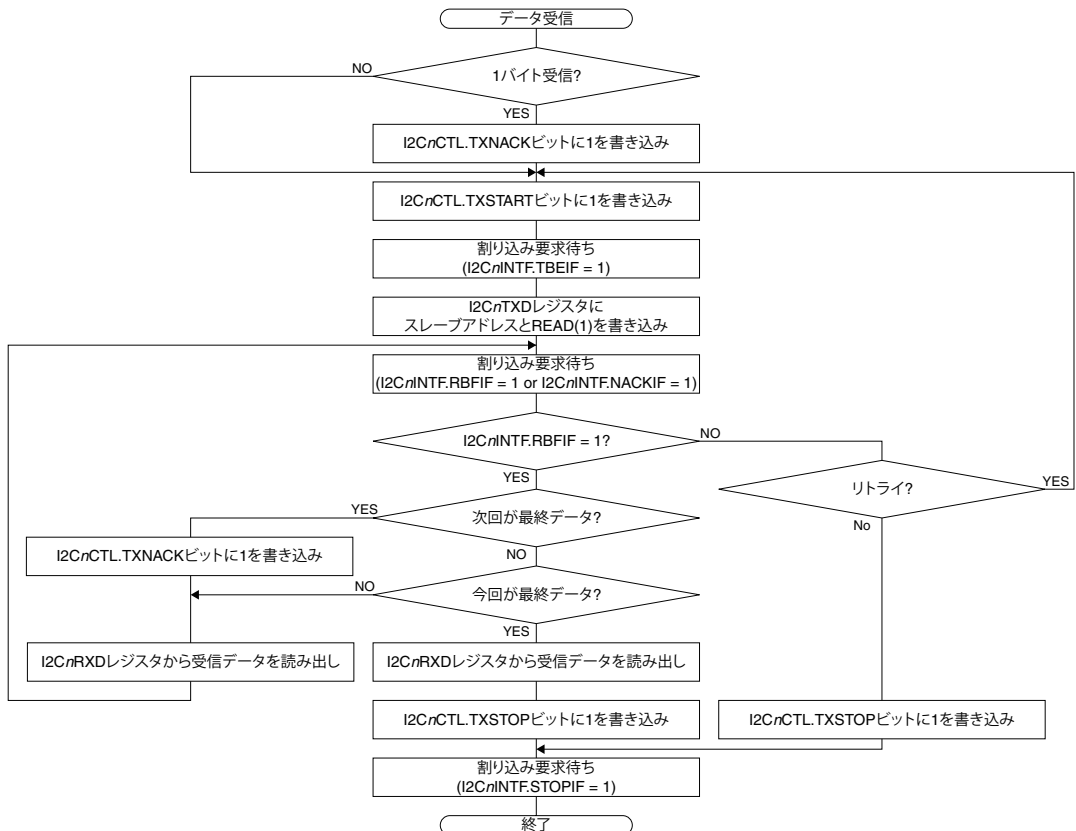 データ受信
1バイト受信?
NO
YES
I2CnCTL.TXNACKビットに1を書き込み
I2CnCTL.TXSTARTビットに1を書き込み
割り込み要求待ち
(I2CnINTF.TBEIF = 1)
I2CnTXDレジスタに
スレーブアドレスとREAD(1)を書き込み
割り込み要求待ち
(I2CnINTF.RBFIF = 1 or I2CnINTF.NACKIF = 1)
I2CnINTF.RBFIF = 1?
NO
YES
リトライ?
YES
No
次回が最終データ?
YES
NO
I2CnCTL.TXNACKビットに1を書き込み
今回が最終データ?
NO
YES
I2CnRXDレジスタから受信データを読み出し
I2CnRXDレジスタから受信データを読み出し
I2CnCTL.TXSTOPビットに1を書き込み
I2CnCTL.TXSTOPビットに1を書き込み
割り込み要求待ち
(I2CnINTF.STOPIF = 1)
終了